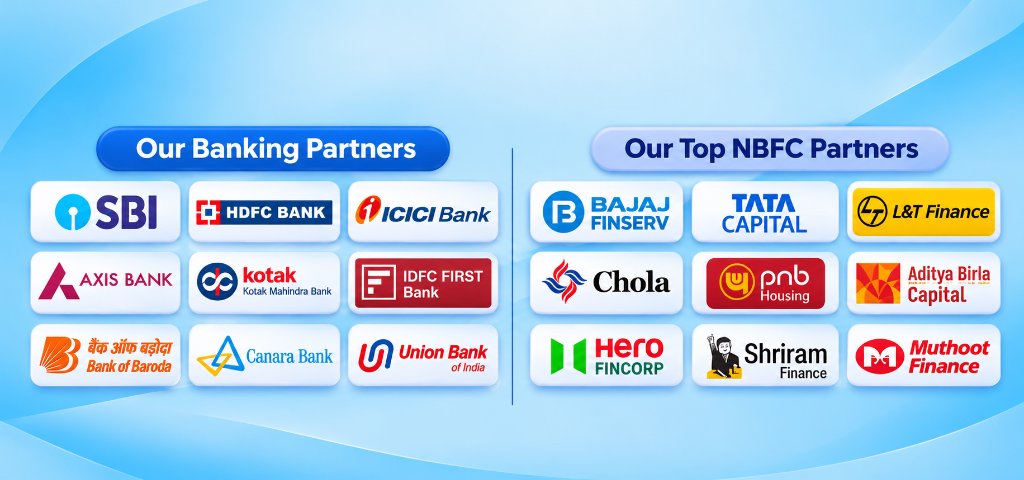 Our Banking Partners
SBI
HDFC BANK
ICICI Bank
AXIS BANK
kotak
Kotak Mahindra Bank
IDFC FIRST
Bank
बैंक ऑफ बड़ोदा
Bank of Baroda
Canara Bank
Union Bank
of India
Our Top NBFC Partners
BAJAJ
FINSERV
TATA
CAPITAL
L&T Finance
Chola
pnb
Housing
Aditya Birla
Capital
Hero
FINCORP
Shriram
Finance
Muthoot
Finance